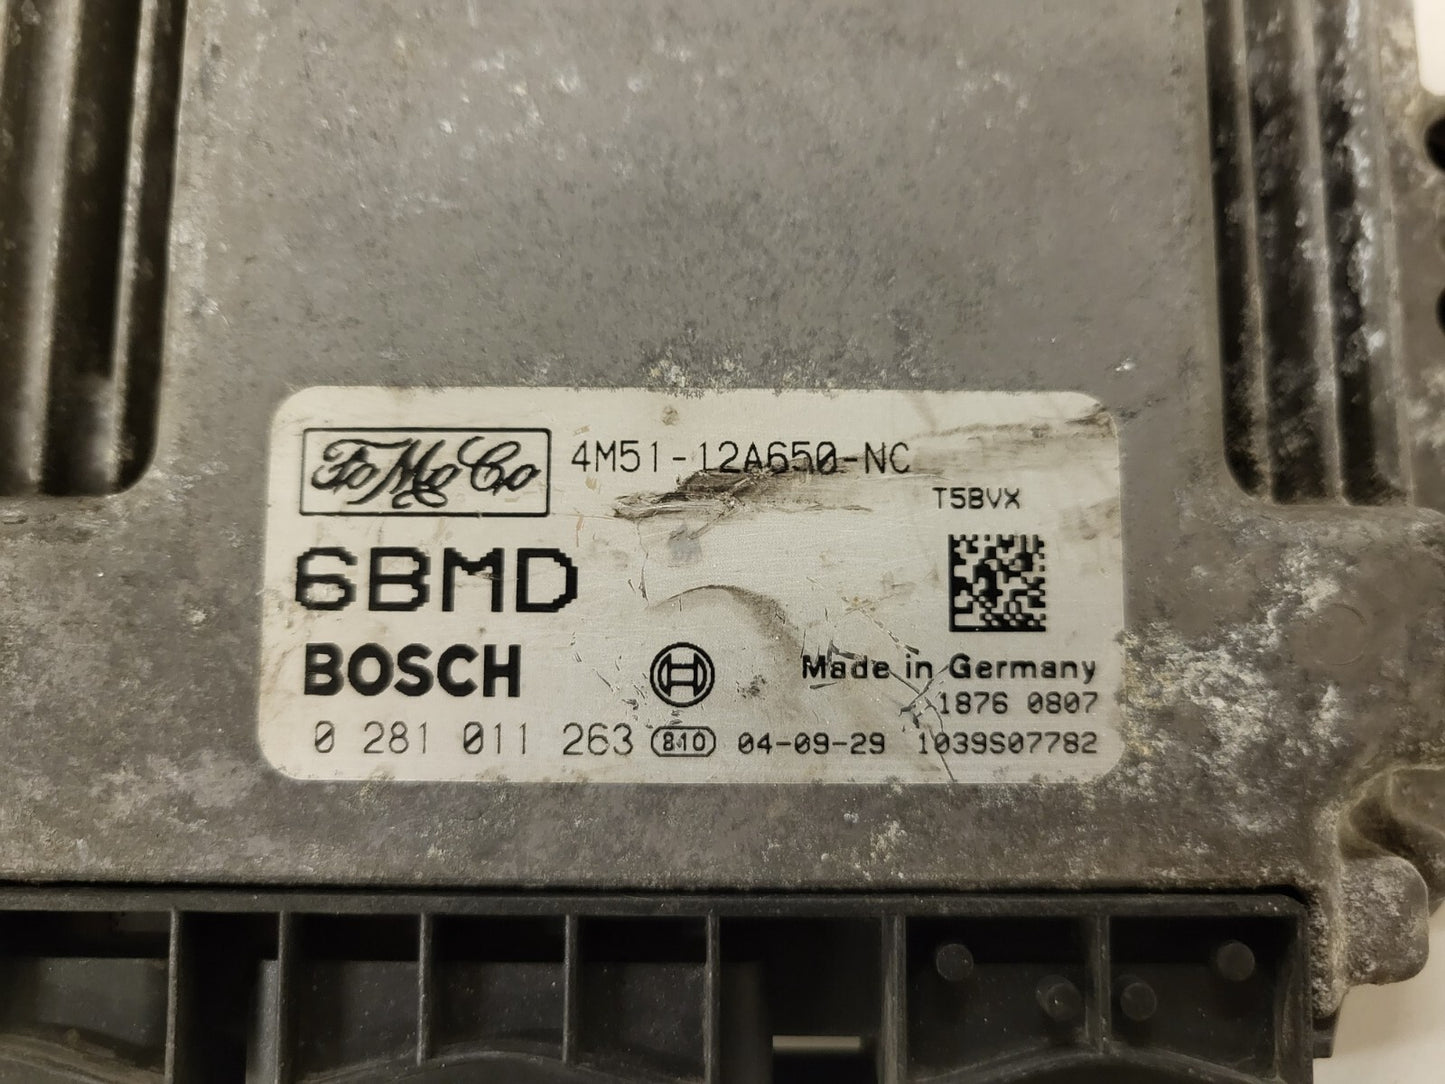 FoMoCo 4M51-12A650-NC
T5BVX
6BMD
BOSCH
Made in Germany
1876 0807
0 281 011 263 810 04-09-29 1039S07782